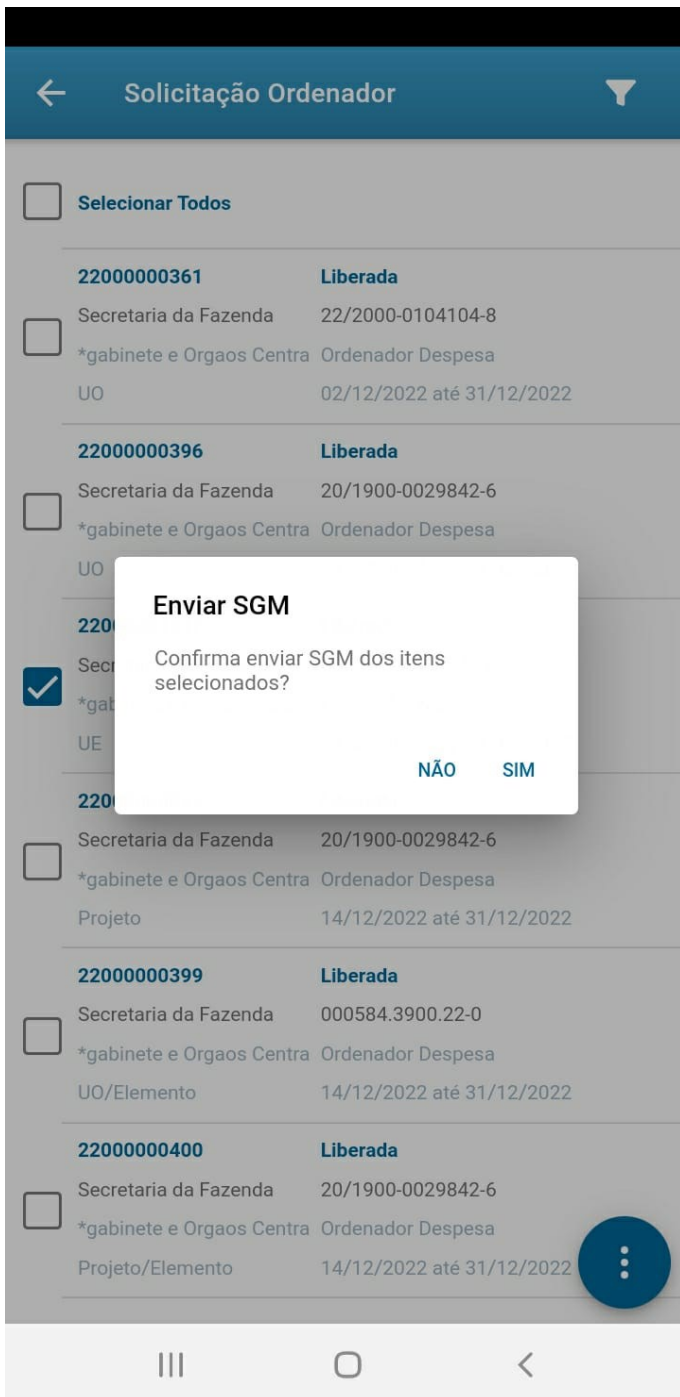 Solicitação Ordenador
Selecionar Todos
22000000361 Liberada
Secretaria da Fazenda 22/2000-0104104-8
*gabinete e Orgaos Centra Ordenador Despesa
UO 02/12/2022 até 31/12/2022
22000000396 Liberada
Secretaria da Fazenda 20/1900-0029842-6
*gabinete e Orgaos Centra Ordenador Despesa
UO
Enviar SGM
Confirma enviar SGM dos itens
selecionados?
NÃO SIM
UE
Secretaria da Fazenda 20/1900-0029842-6
*gabinete e Orgaos Centra Ordenador Despesa
Projeto 14/12/2022 até 31/12/2022
22000000399 Liberada
Secretaria da Fazenda 000584.3900.22-0
*gabinete e Orgaos Centra Ordenador Despesa
UO/Elemento 14/12/2022 até 31/12/2022
22000000400 Liberada
Secretaria da Fazenda 20/1900-0029842-6
*gabinete e Orgaos Centra Ordenador Despesa
Projeto/Elemento 14/12/2022 até 31/12/2022